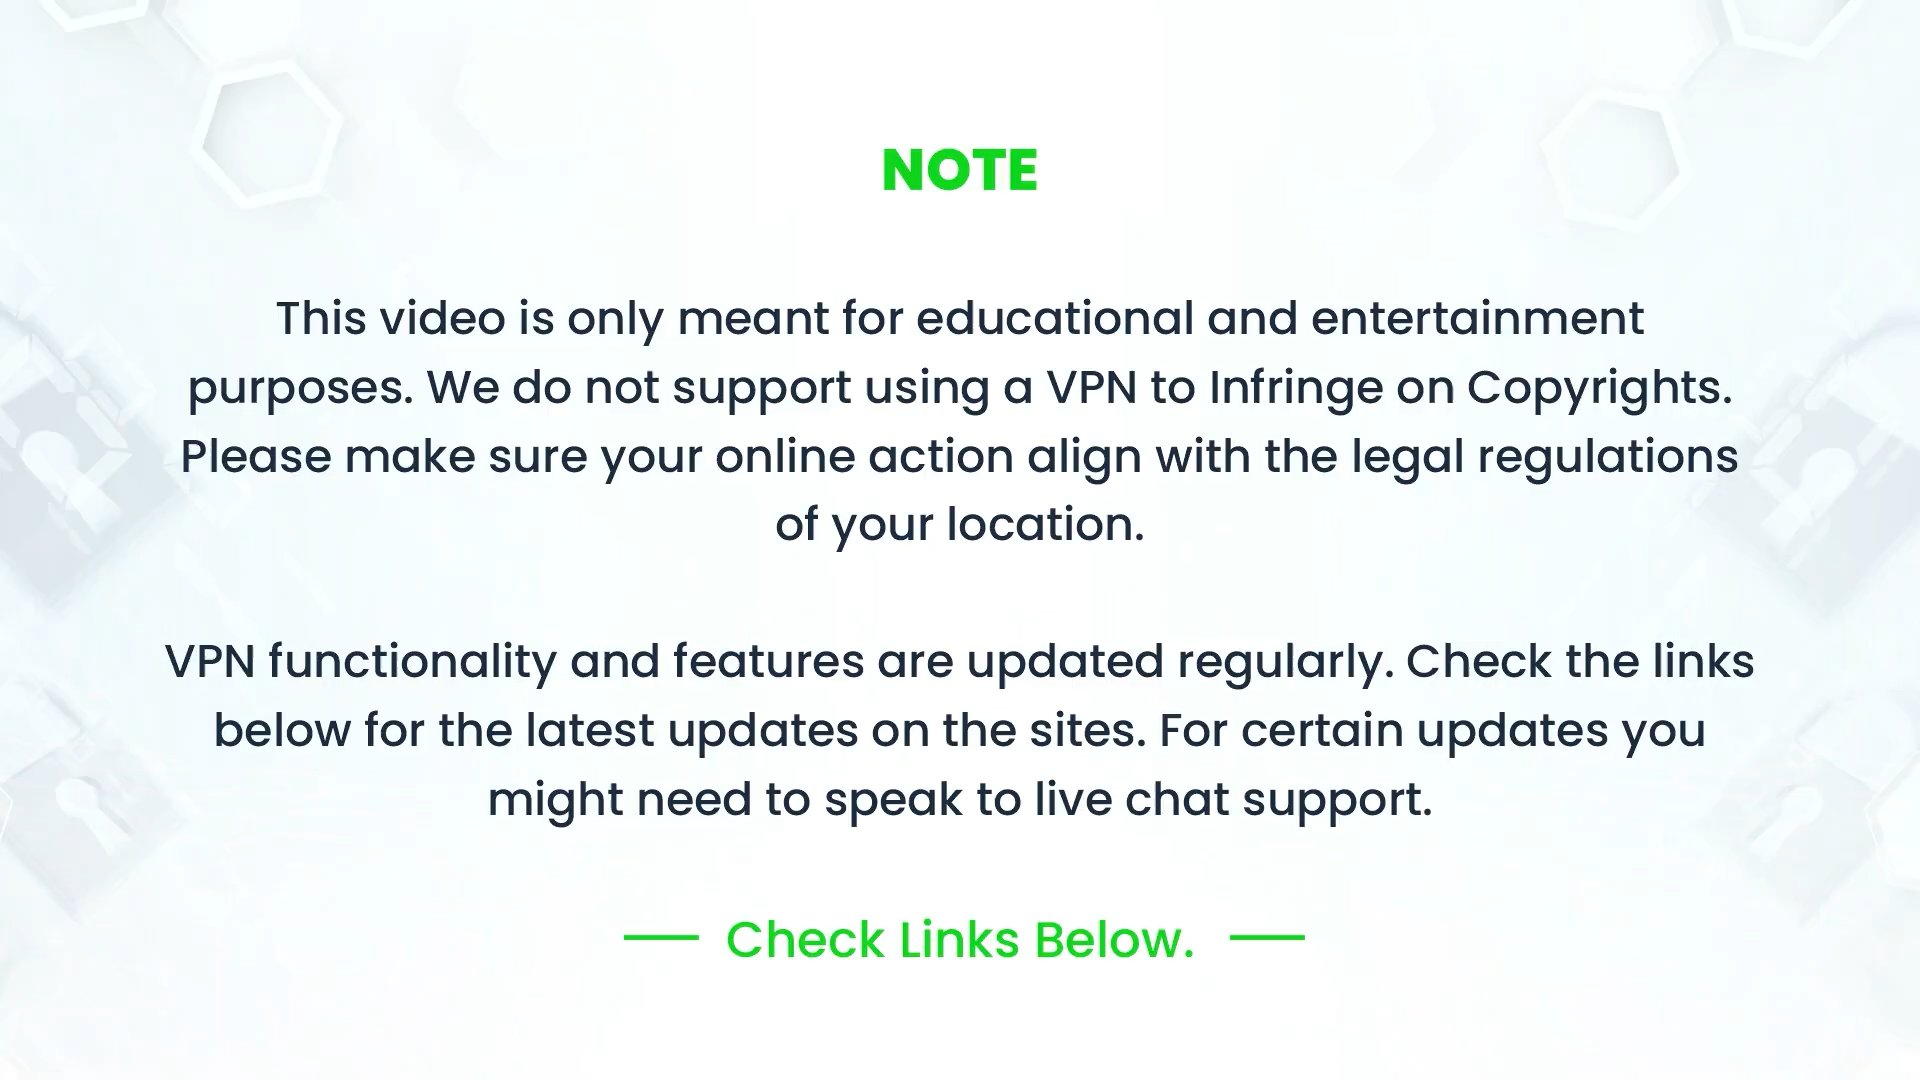 NOTE
This video is only meant for educational and entertainment
purposes. We do not support using a VPN to Infringe on Copyrights.
Please make sure your online action align with the legal regulations
of your location.
VPN functionality and features are updated regularly. Check the links
below for the latest updates on the sites. For certain updates you
might need to speak to live chat support.
Check Links Below.